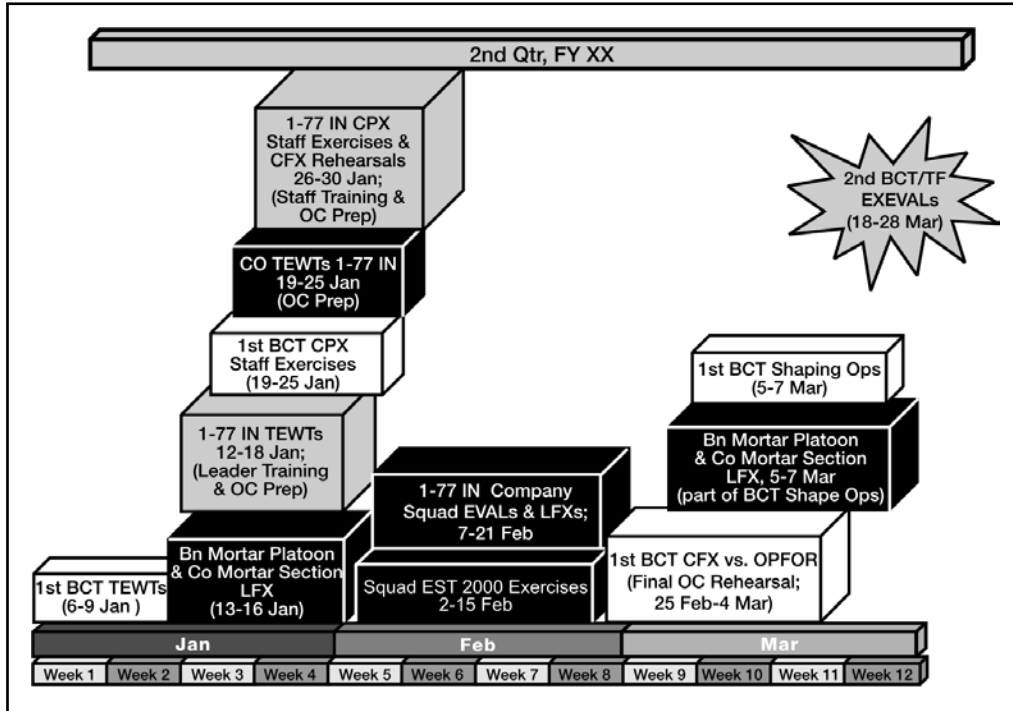 2nd Qtr, FY XX
1-77 IN CPX
Staff Exercises &
CFX Rehearsals
26-30 Jan;
(Staff Training &
OC Prep)
2nd BCT/TF
EXEVALs
(18-28 Mar)
CO TEWTs 1-77 IN
19-25 Jan
(OC Prep)
1st BCT CPX
Staff Exercises
(19-25 Jan)
1st BCT Shaping Ops
(5-7 Mar)
1-77 IN TEWTs
12-18 Jan;
(Leader Training
& OC Prep)
Bn Mortar Platoon
& Co Mortar Section
LFX, 5-7 Mar
(part of BCT Shape Ops)
1-77 IN Company
Squad EVALs & LFXs;
7-21 Feb
1st BCT TEWTs
(6-9 Jan )
Bn Mortar Platoon
& Co Mortar Section
LFX
(13-16 Jan)
Squad EST 2000 Exercises
2-15 Feb
1st BCT CFX vs. OPFOR
(Final OC Rehearsal;
25 Feb-4 Mar)
Jan Feb Mar
Week 1 Week 2 Week 3 Week 4 Week 5 Week 6 Week 7 Week 8 Week 9 Week 10 Week 11 Week 12